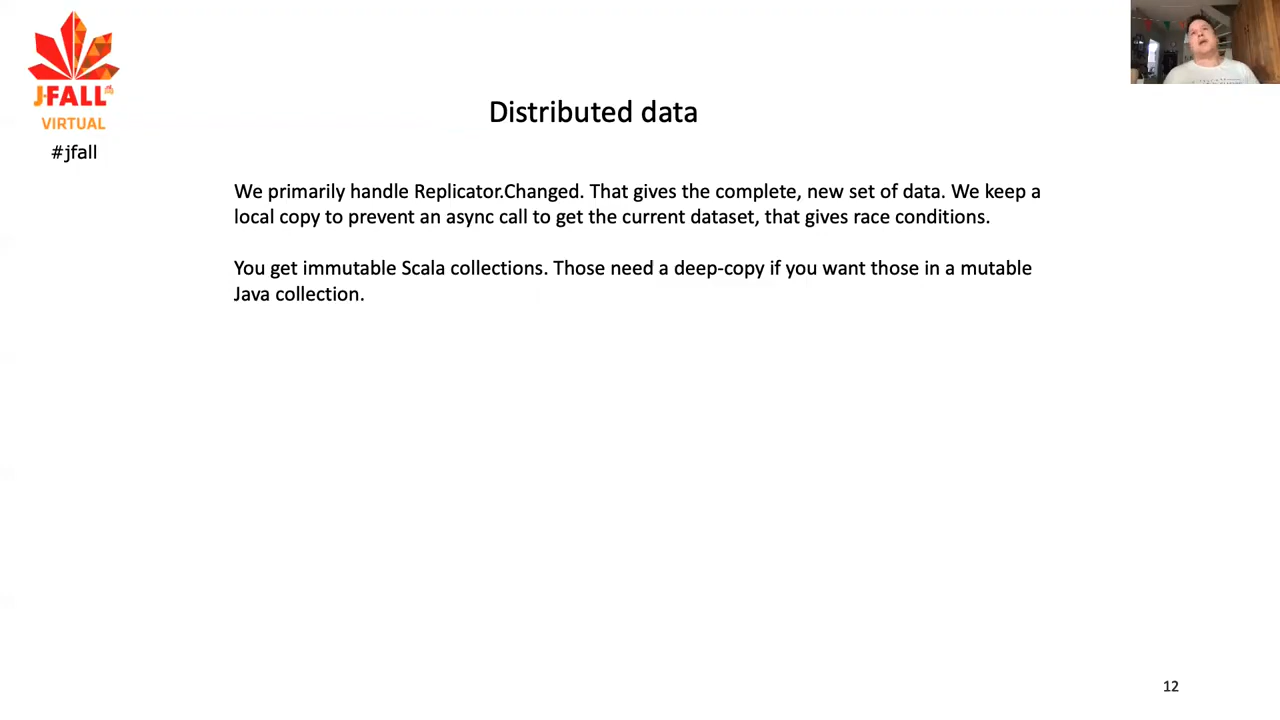 J-FALL
VIRTUAL
#jfall
Distributed data
We primarily handle Replicator.Changed. That gives the complete, new set of data. We keep a
local copy to prevent an async call to get the current dataset, that gives race conditions.
You get immutable Scala collections. Those need a deep-copy if you want those in a mutable
Java collection.
12